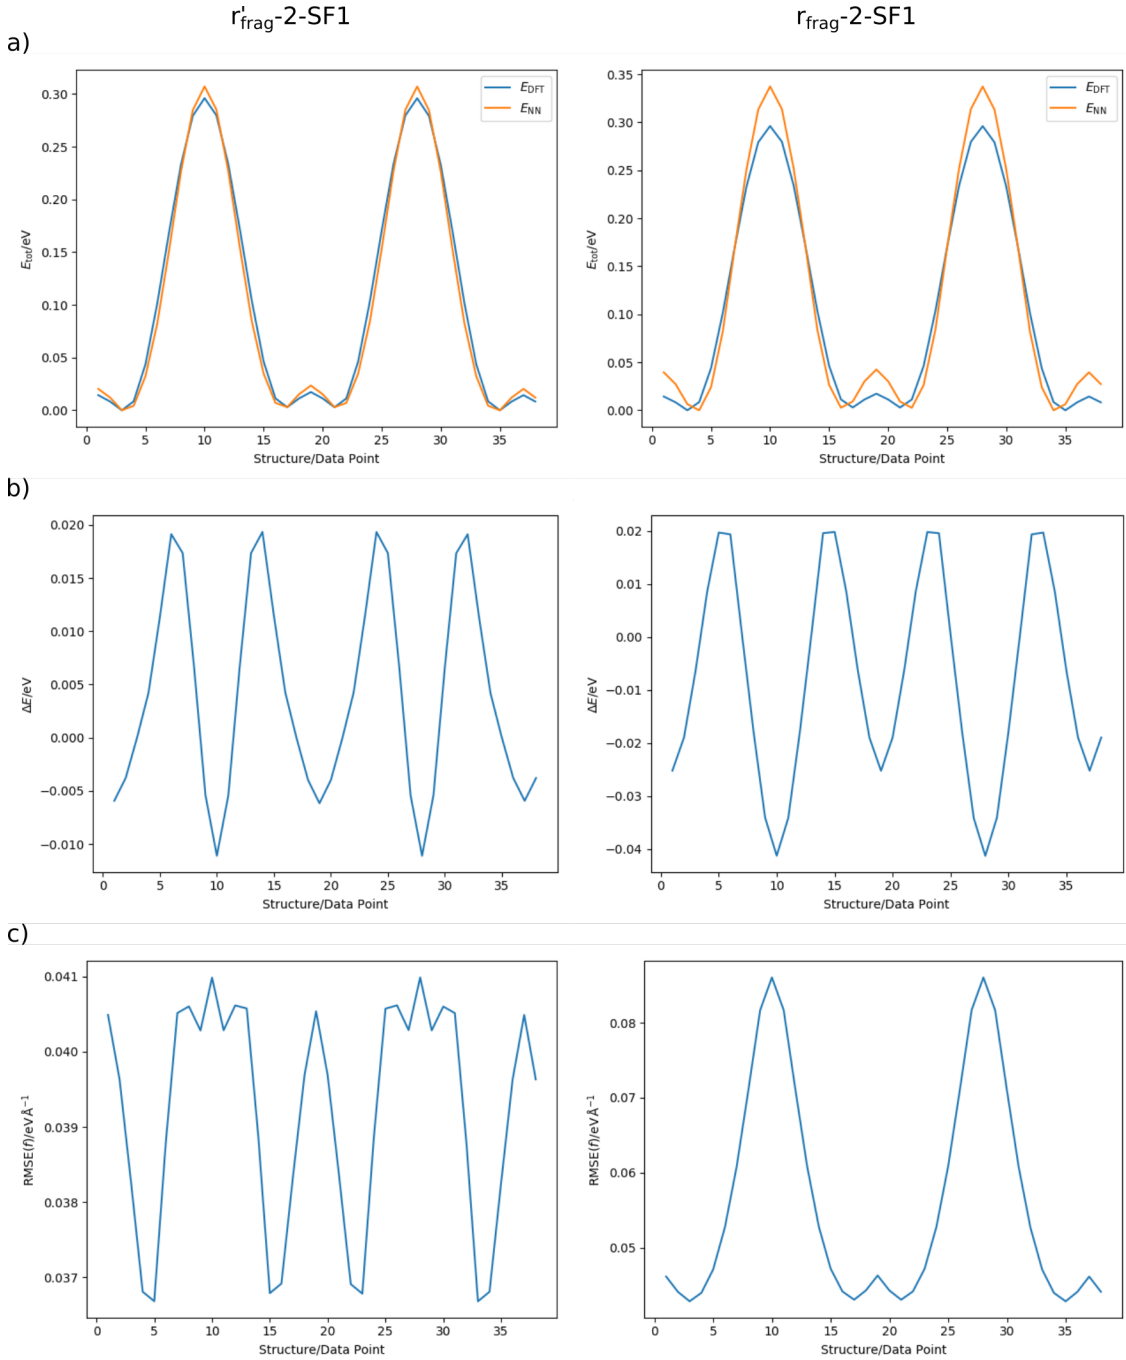 r'frag-2-SF1
rfrag-2-SF1
a)
Etot/eV
0.30
0.25
0.20
0.15
0.10
0.05
0.00
EDFT
ENN
0 5 10 15 20 25 30 35
Structure/Data Point
Etot/eV
0.35
0.30
0.25
0.20
0.15
0.10
0.05
0.00
EDFT
ENN
0 5 10 15 20 25 30 35
Structure/Data Point
b)
ΔE/eV
0.020
0.015
0.010
0.005
0.000
−0.005
−0.010
0 5 10 15 20 25 30 35
Structure/Data Point
ΔE/eV
0.02
0.01
0.00
−0.01
−0.02
−0.03
−0.04
0 5 10 15 20 25 30 35
Structure/Data Point
c)
RMSE(f)/eVÅ⁻¹
0.041
0.040
0.039
0.038
0.037
0 5 10 15 20 25 30 35
Structure/Data Point
RMSE(f)/eVÅ⁻¹
0.08
0.07
0.06
0.05
0 5 10 15 20 25 30 35
Structure/Data Point